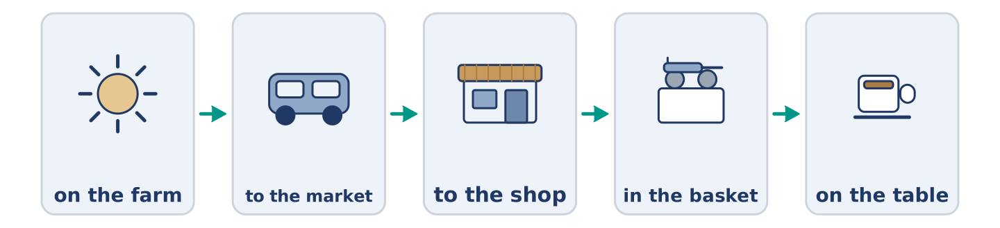 on the farm
to the market
to the shop
in the basket
on the table